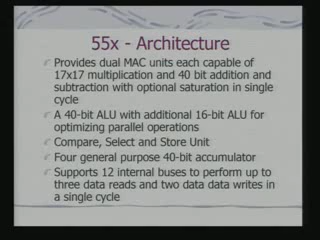 55x - Architecture
Provides dual MAC units each capable of
17x17 multiplication and 40 bit addition and
subtraction with optional saturation in single
cycle
A 40-bit ALU with additional 16-bit ALU for
optimizing parallel operations
Compare, Select and Store Unit
Four general purpose 40-bit accumulator
Supports 12 internal buses to perform up to
three data reads and two data data writes in
a single cycle